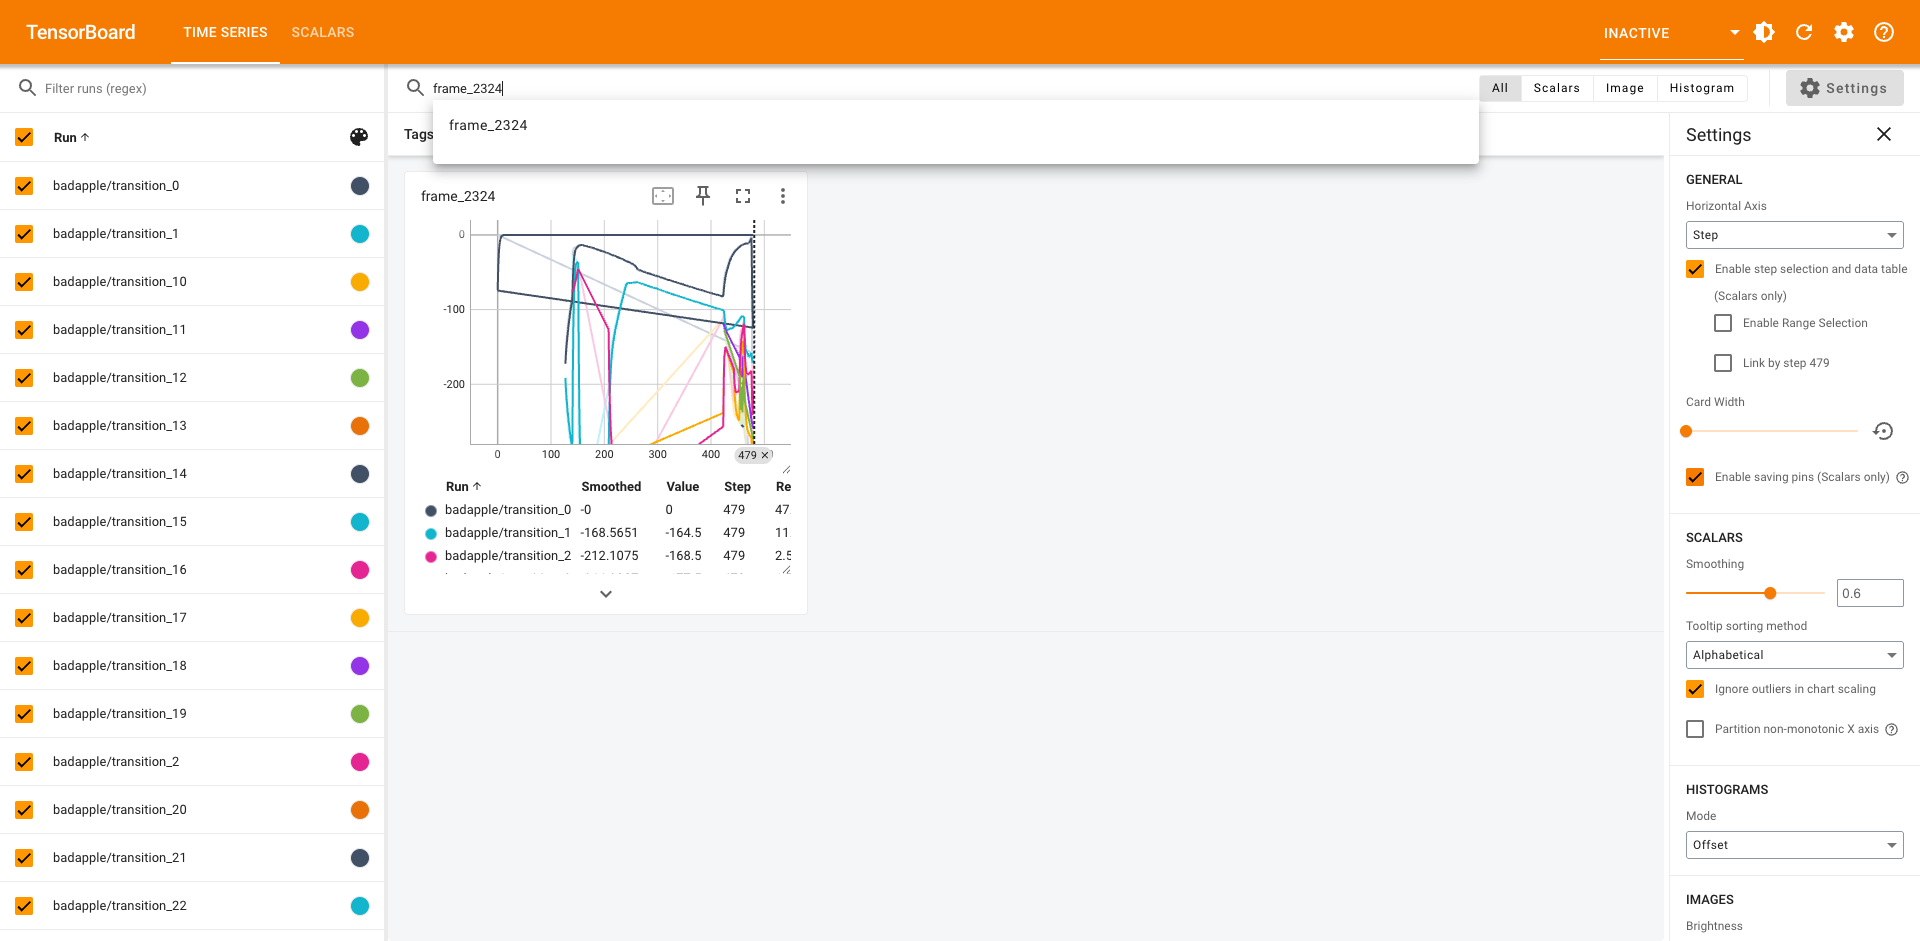 TensorBoard
TIME SERIES
SCALARS
INACTIVE
Filter runs (regex)
frame_2324
All
Scalars
Image
Histogram
Settings
frame_2324
Tags
Run
badapple/transition_0
badapple/transition_1
badapple/transition_10
badapple/transition_11
badapple/transition_12
badapple/transition_13
badapple/transition_14
badapple/transition_15
badapple/transition_16
badapple/transition_17
badapple/transition_18
badapple/transition_19
badapple/transition_2
badapple/transition_20
badapple/transition_21
badapple/transition_22
frame_2324
0
-100
-200
0 100 200 300 400 479
Run Smoothed Value Step Re
badapple/transition_0 -0 0 479 47.
badapple/transition_1 -168.5651 -164.5 479 11.
badapple/transition_2 -212.1075 -168.5 479 2.5
Settings
GENERAL
Horizontal Axis
Step
Enable step selection and data table
(Scalars only)
Enable Range Selection
Link by step 479
Card Width
Enable saving pins (Scalars only)
SCALARS
Smoothing
0.6
Tooltip sorting method
Alphabetical
Ignore outliers in chart scaling
Partition non-monotonic X axis
HISTOGRAMS
Mode
Offset
IMAGES
Brightness